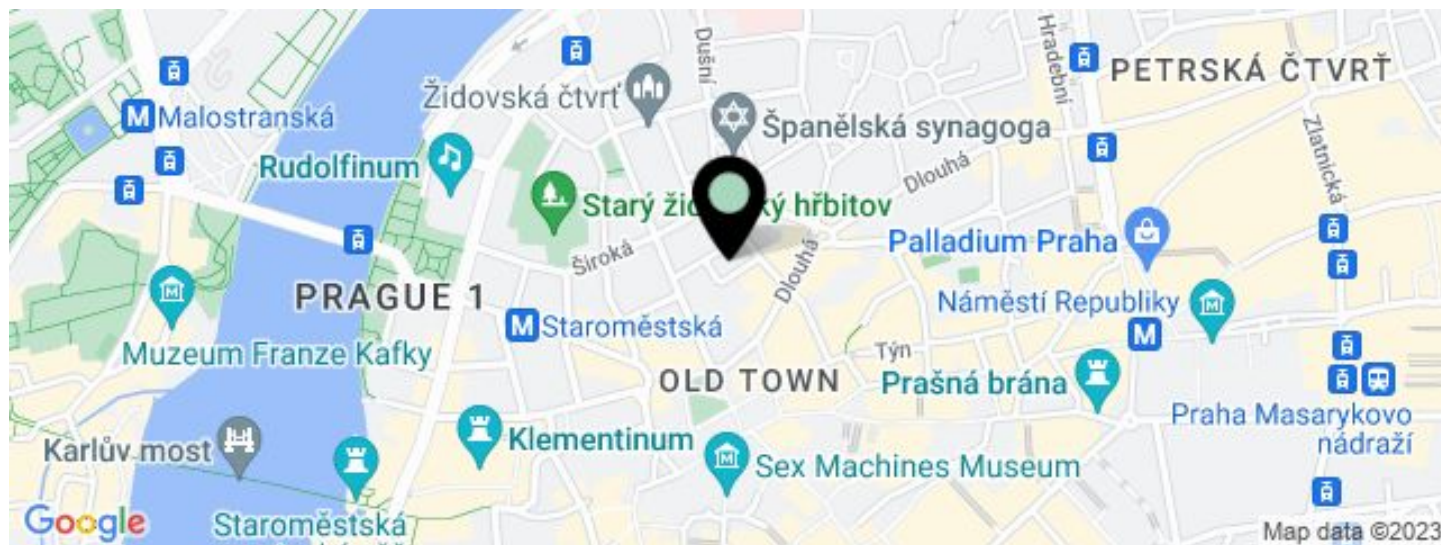 Dušní
Hradební
PETRSKÁ ČTVRŤ
Židovská čtvrť
M Malostranská
Španělská synagoga
Zlatnická
Rudolfinum
Dlouhá
Starý ži ký hřbitov
Palladium Praha
Široká
Dlouhá
PRAGUE 1
Náměstí Republiky
M Staroměstská
M
Muzeum Franze Kafky
Týn
OLD TOWN
Prašná brána
Praha Masarykovo
nádraží
Karlův most
Klementinum
Sex Machines Museum
Staroměstská
Google
Map data ©2023